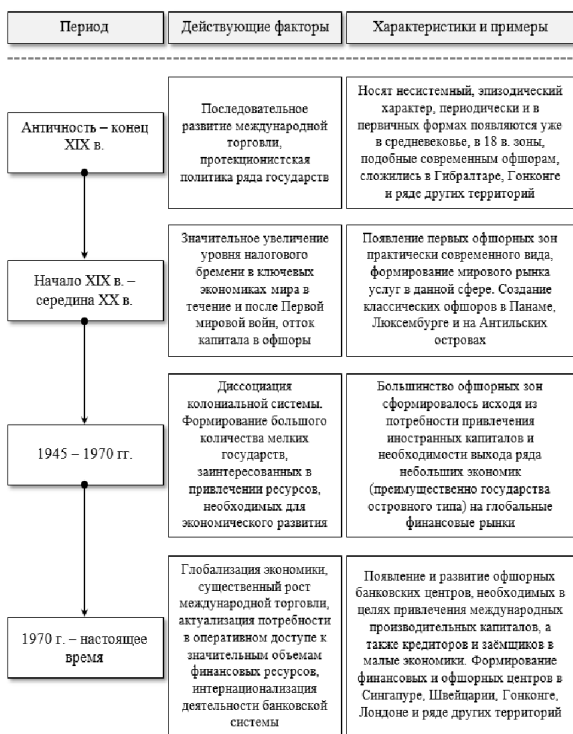 Период
Действующие факторы
Характеристики и примеры
Античность – конец
XIX в.
Последовательное
развитие международной
торговли,
протекционистская
политика ряда государств
Носят несистемный, эпизодический
характер, периодически и в
первичных формах появляются уже
в средневековье, в 18 в. зоны,
подобные современным офшорам,
сложились в Гибралтаре, Гонконге
и ряде других территорий
Начало XIX в. –
середина XX в.
Значительное увеличение
уровня налогового
бремени в ключевых
экономиках мира в
течение и после Первой
мировой войн, отток
капитала в офшоры
Появление первых офшорных зон
практически современного вида,
формирование мирового рынка
услуг в данной сфере. Создание
классических офшоров в Панаме,
Люксембурге и на Антильских
островах
1945 – 1970 гг.
Диссоциация
колониальной системы.
Формирование большого
количества мелких
государств,
заинтересованных в
привлечении ресурсов,
необходимых для
экономического развития
Большинство офшорных зон
сформировалось исходя из
потребности привлечения
иностранных капиталов и
необходимости выхода ряда
небольших экономик
(преимущественно государства
островного типа) на глобальные
финансовые рынки
1970 г. – настоящее
время
Глобализация экономики,
существенный рост
международной торговли,
актуализация потребности
в оперативном доступе к
значительным объемам
финансовых ресурсов,
интернационализация
деятельности банковской
системы
Появление и развитие офшорных
банковских центров, необходимых в
целях привлечения международных
производительных капиталов, а
также кредиторов и заёмщиков в
малые экономики. Формирование
финансовых и офшорных центров в
Сингапуре, Швейцарии, Гонконге,
Лондоне и ряде других территорий